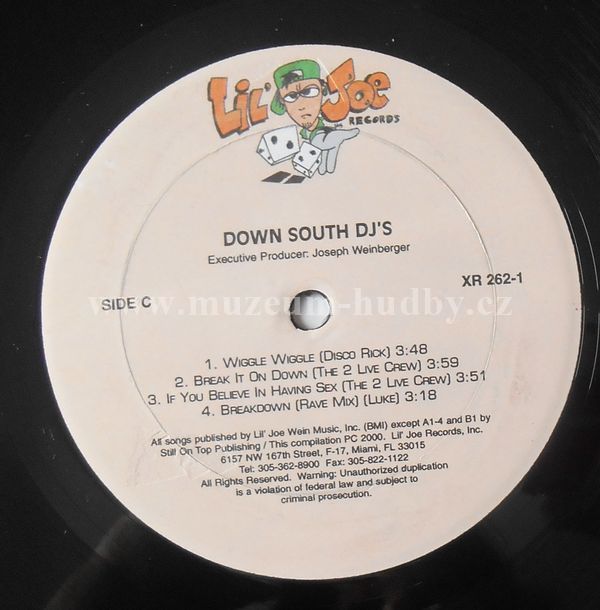 LIL' JOE
RECORDS
DOWN SOUTH DJ'S
Executive Producer: Joseph Weinberger
XR 262-1
SIDE C
www.muzeum-hudby.cz
1. WIGGLE WIGGLE (DISCO RICK) 3:48
2. BREAK IT ON DOWN (THE 2 LIVE CREW) 3:59
3. IF YOU BELIEVE IN HAVING SEX (THE 2 LIVE CREW) 3:51
4. BREAKDOWN (RAVE MIX) (LUKE) 3:18
All songs published by Lil' Joe Wein Music, Inc. (BMI) except A1-4 and B1 by
Still On Top Publishing / This compilation PC 2000. Lil' Joe Records, Inc.
6157 NW 167th Street, F-17, Miami, FL 33015
Tel: 305-362-8900 Fax: 305-822-1122
All Rights Reserved. Warning: Unauthorized duplication
is a violation of federal law and subject to
criminal prosecution.